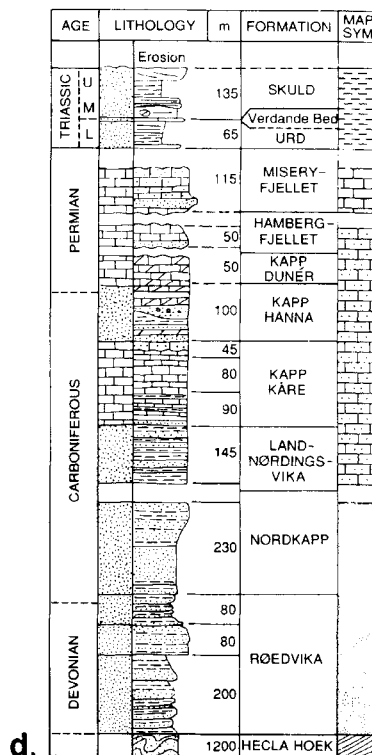 AGE LITHOLOGY m FORMATION MAP SYM
Erosion
TRIASSIC
U
M
L
135 SKULD
Verdande Bed
65 URD
PERMIAN
115 MISERY-
FJELLET
50 HAMBERG-
FJELLET
50 KAPP
DUNÉR
CARBONIFEROUS
100 KAPP
HANNA
45
80 KAPP
KÅRE
90
145 LAND-
NØRDINGS-
VIKA
230 NORDKAPP
DEVONIAN
80
80
RØEDVIKA
200
1200 HECLA HOEK
d.